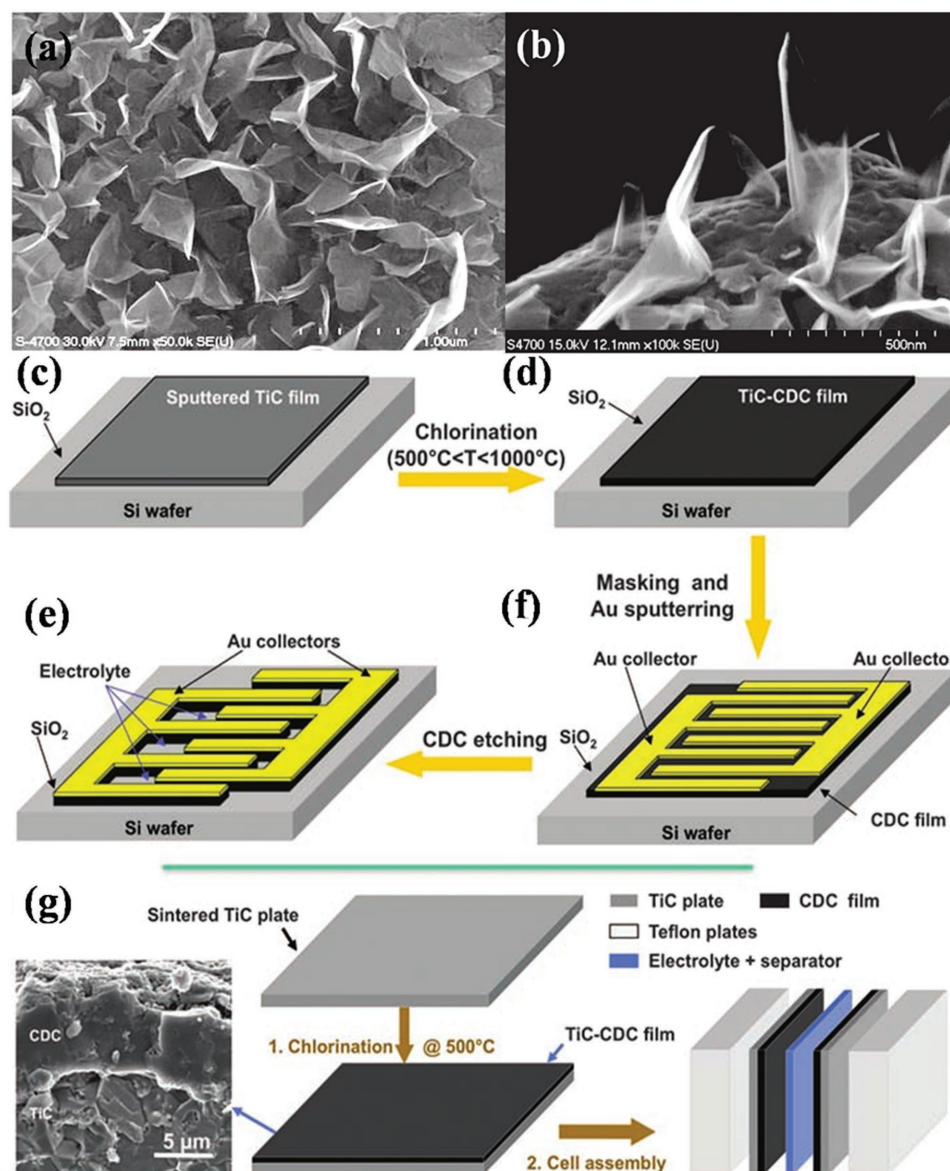 (a)
S-4700 30.0kV 7.5mm x50.0k SE(U)
1.00um
(b)
S4700 15.0kV 12.1mm x100k SE(U)
500nm
(c)
SiO2
Sputtered TiC film
Si wafer
Chlorination
(500°C<T<1000°C)
(d)
SiO2
TiC-CDC film
Si wafer
Masking and
Au sputterring
(e)
Au collectors
Electrolyte
SiO2
Si wafer
CDC etching
(f)
Au collector
Au collecto
SiO2
CDC film
Si wafer
(g)
Sintered TiC plate
CDC
TiC
5 µm
1. Chlorination @ 500°C
TiC-CDC film
2. Cell assembly
TiC plate
CDC film
Teflon plates
Electrolyte + separator